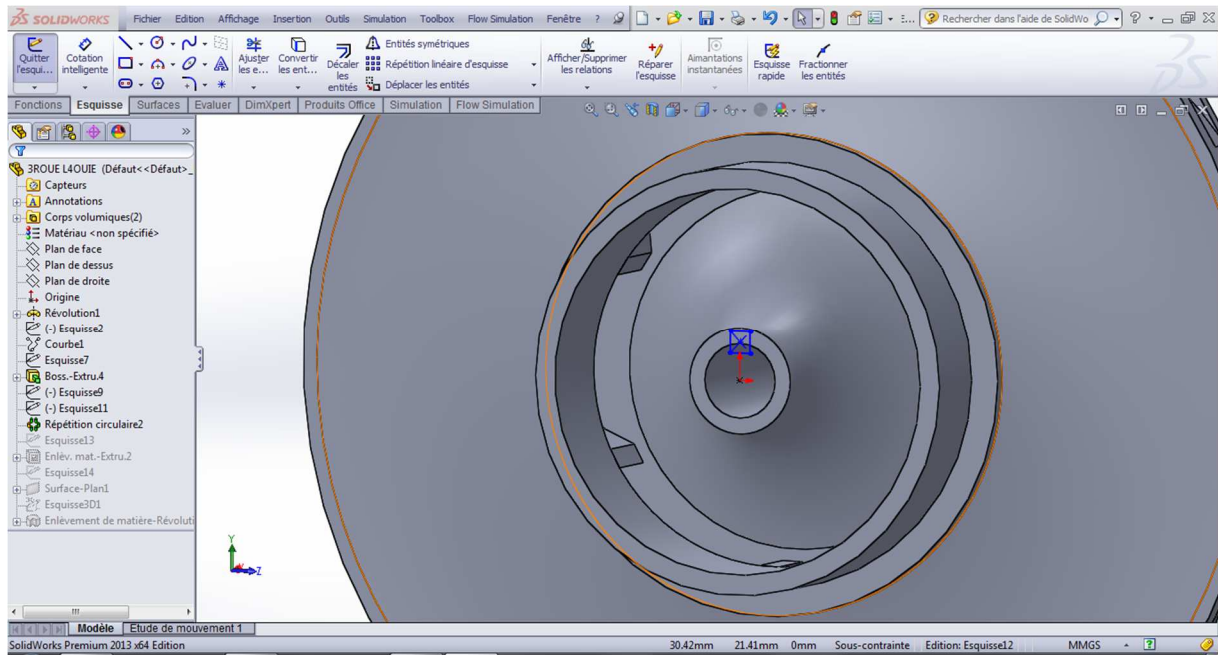 SOLIDWORKS Fichier Edition Affichage Insertion Outils Simulation Toolbox Flow Simulation Fenêtre ? Rechercher dans l'aide de SolidWo ?
Quitter l'esqui... Cotation intelligente Ajuster les e... Convertir les ent... Décaler les entités Entités symétriques
Répétition linéaire d'esquisse
Déplacer les entités
Afficher/Supprimer les relations Réparer l'esquisse Aimantations instantanées Esquisse rapide Fractionner les entités
Fonctions Esquisse Surfaces Evaluer DimXpert Produits Office Simulation Flow Simulation
3ROUE L4OUIE (Défaut<<Défaut>_
Capteurs
Annotations
Corps volumiques(2)
Matériau <non spécifié>
Plan de face
Plan de dessus
Plan de droite
Origine
Révolution1
(-) Esquisse2
Courbe1
Esquisse7
Boss.-Extru.4
(-) Esquisse9
(-) Esquisse11
Répétition circulaire2
Esquisse13
Enlèv. mat.-Extru.2
Esquisse14
Surface-Plan1
Esquisse3D1
Enlèvement de matière-Révoluti
Y
Z
Modèle Etude de mouvement 1
SolidWorks Premium 2013 x64 Edition 30.42mm 21.41mm 0mm Sous-contrainte Edition: Esquisse12 MMGS ?